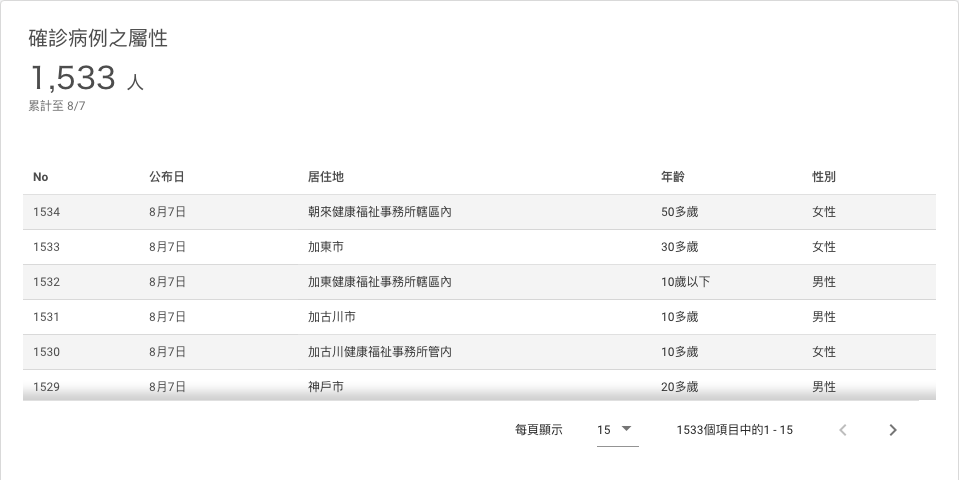 確診病例之屬性
1,533 人
累計至 8/7
No 公布日 居住地 年齡 性別
1534 8月7日 朝來健康福祉事務所轄區內 50多歲 女性
1533 8月7日 加東市 30多歲 女性
1532 8月7日 加東健康福祉事務所轄區內 10歲以下 男性
1531 8月7日 加古川市 10多歲 男性
1530 8月7日 加古川健康福祉事務所管内 10多歲 女性
1529 8月7日 神戶市 20多歲 男性
每頁顯示 15 1533個項目中的1 - 15